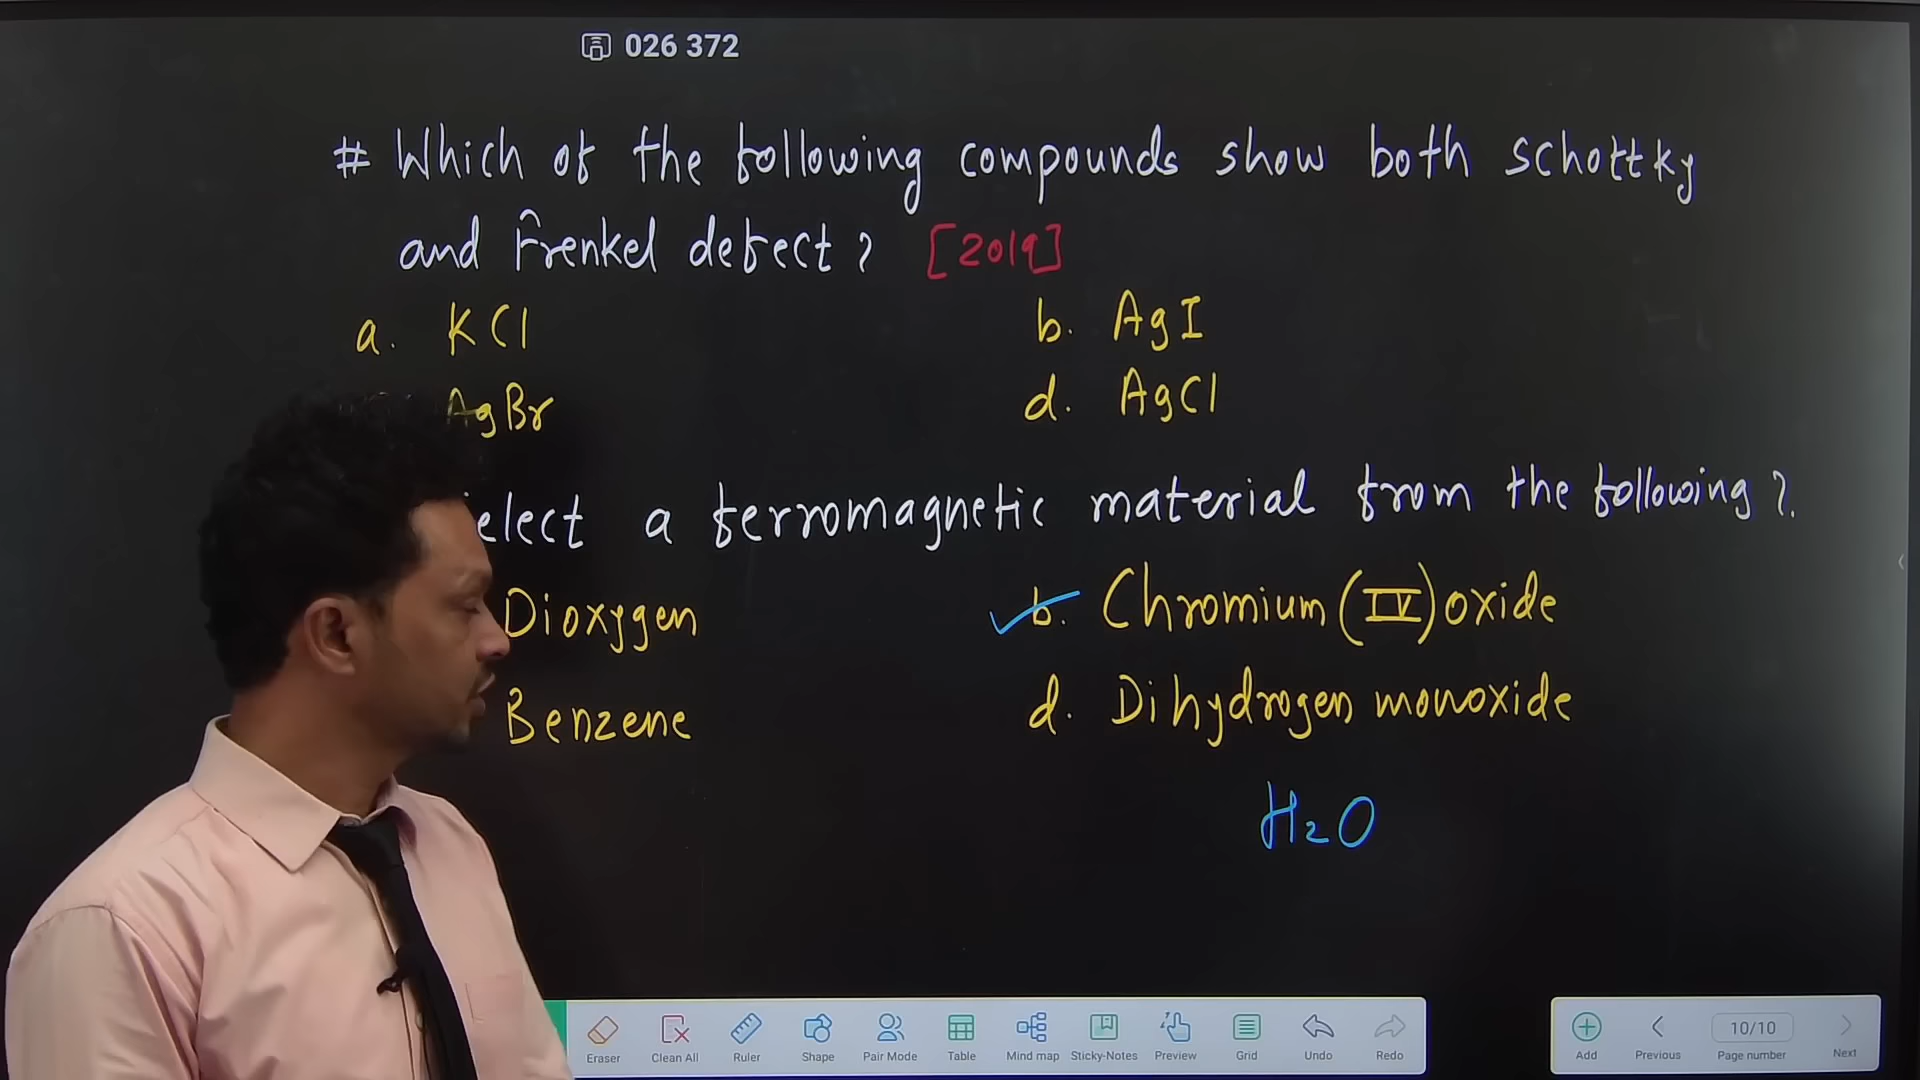 026 372
# Which of the following compounds show both schottky
and Frenkel defect? [2019]
a. KCl b. AgI
AgBr d. AgCl
elect a ferromagnetic material from the following?
Dioxygen b. Chromium (IV) oxide
Benzene d. Dihydrogen monoxide
H2O
Eraser Clean All Ruler Shape Pair Mode Table Mind map Sticky-Notes Preview Grid Undo Redo
10/10
Add Previous Page number Next